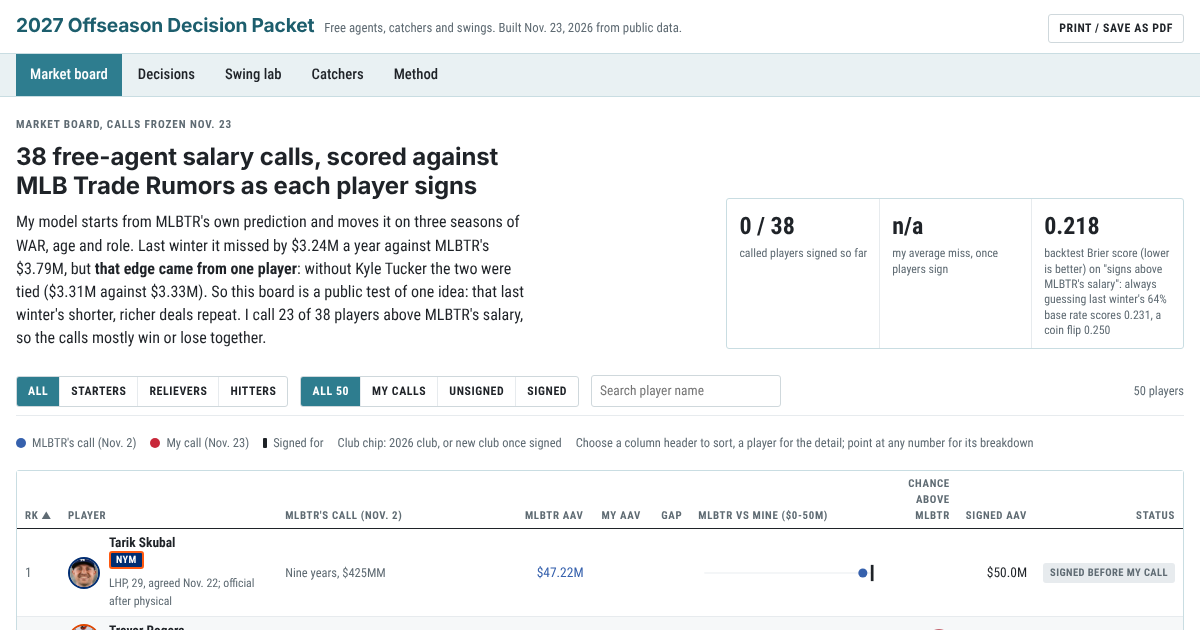 2027 Offseason Decision Packet Free agents, catchers and swings. Built Nov. 23, 2026 from public data.
PRINT / SAVE AS PDF
Market board Decisions Swing lab Catchers Method
MARKET BOARD, CALLS FROZEN NOV. 23
38 free-agent salary calls, scored against
MLB Trade Rumors as each player signs
My model starts from MLBTR's own prediction and moves it on three seasons of
WAR, age and role. Last winter it missed by $3.24M a year against MLBTR's
$3.79M, but that edge came from one player: without Kyle Tucker the two were
tied ($3.31M against $3.33M). So this board is a public test of one idea: that last
winter's shorter, richer deals repeat. I call 23 of 38 players above MLBTR's salary,
so the calls mostly win or lose together.
0 / 38
called players signed so far
n/a
my average miss, once
players sign
0.218
backtest Brier score (lower
is better) on "signs above
MLBTR's salary": always
guessing last winter's 64%
base rate scores 0.231, a
coin flip 0.250
ALL STARTERS RELIEVERS HITTERS
ALL 50 MY CALLS UNSIGNED SIGNED
Search player name
50 players
MLBTR's call (Nov. 2) My call (Nov. 23) Signed for Club chip: 2026 club, or new club once signed Choose a column header to sort, a player for the detail; point at any number for its breakdown
RK ▲ PLAYER MLBTR'S CALL (NOV. 2) MLBTR AAV MY AAV GAP MLBTR VS MINE ($0-50M) CHANCE
ABOVE
MLBTR SIGNED AAV STATUS
1
Tarik Skubal
NYM
LHP, 29, agreed Nov. 22; official
after physical
Nine years, $425MM
$47.22M
$50.0M
SIGNED BEFORE MY CALL
Trevor Rogers